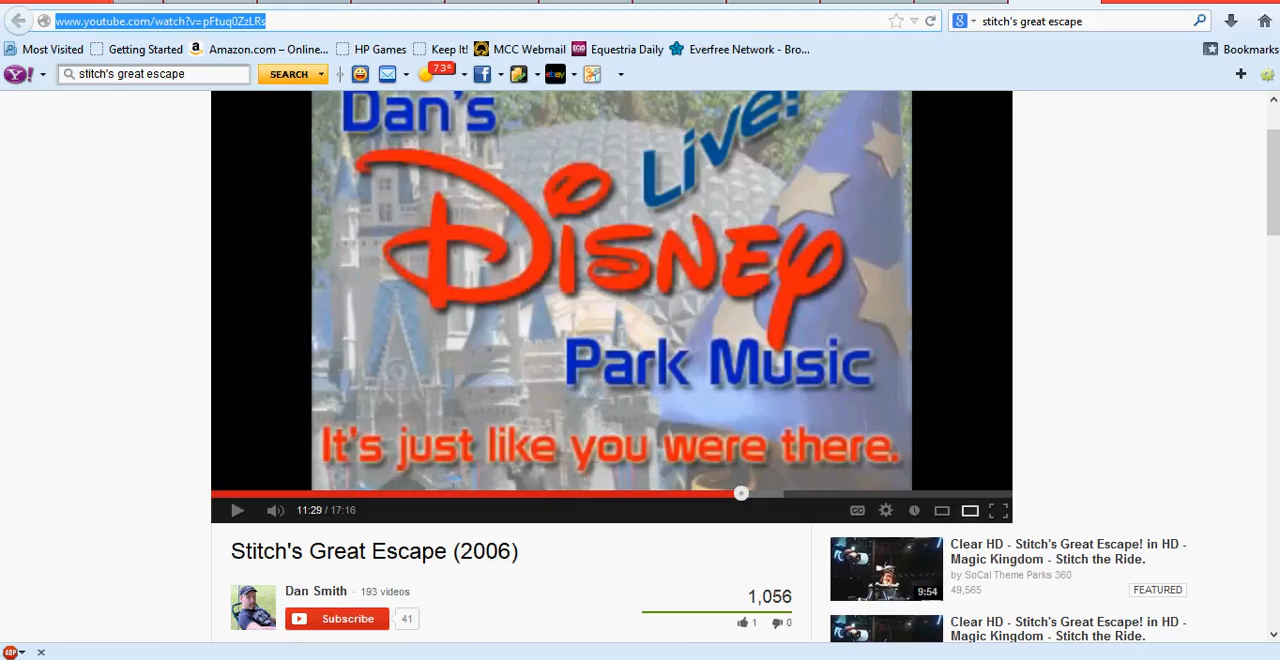 www.youtube.com/watch?v=pFtuq0ZzLRs
stitch's great escape
Most Visited Getting Started Amazon.com – Online... HP Games Keep It! MCC Webmail Equestria Daily Everfree Network - Bro... Bookmarks
stitch's great escape SEARCH 73° ebay
Dan's
Live!
Disney
Park Music
It's just like you were there.
11:29 / 17:16
CC
Stitch's Great Escape (2006)
Dan Smith · 193 videos
Subscribe 41
1,056
1 0
Clear HD - Stitch's Great Escape! in HD -
Magic Kingdom - Stitch the Ride.
by SoCal Theme Parks 360
49,565
FEATURED
9:54
Clear HD - Stitch's Great Escape! in HD -
Magic Kingdom - Stitch the Ride.
ABP